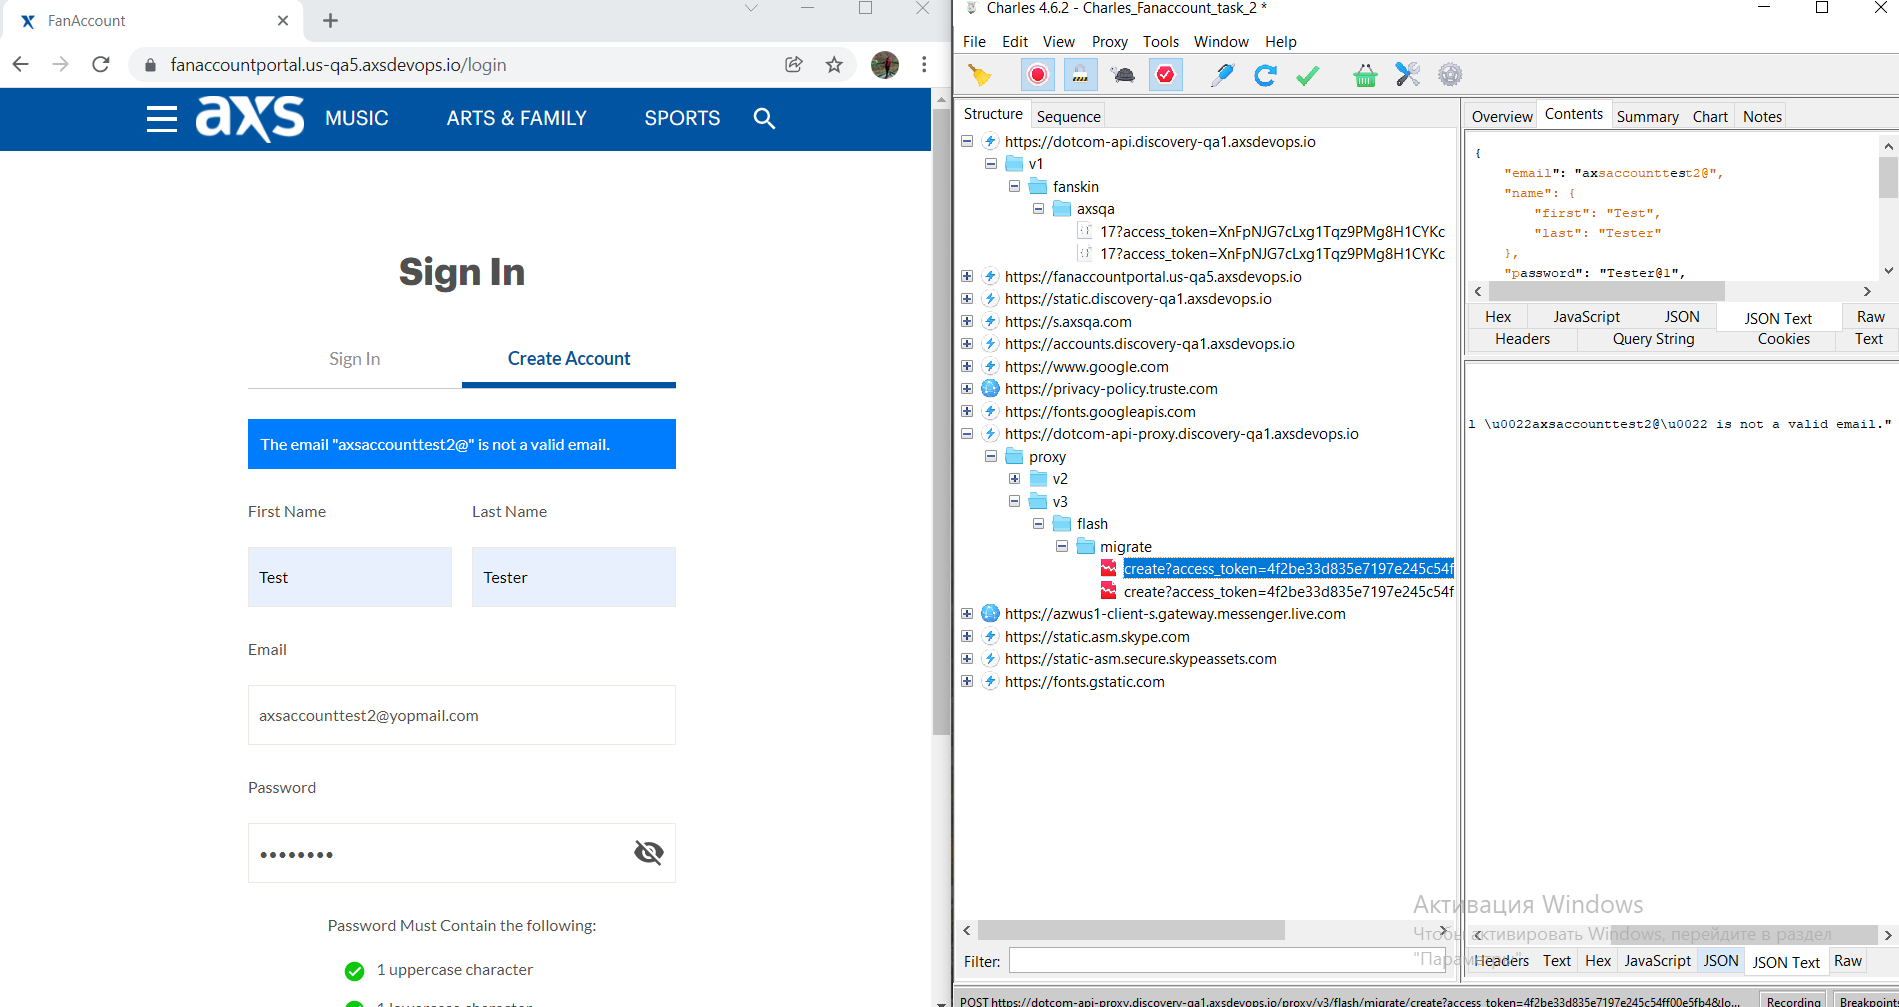 FanAccount
fanaccountportal.us-qa5.axsdevops.io/login
axs
MUSIC
ARTS & FAMILY
SPORTS
Sign In
Sign In
Create Account
The email "axsaccounttest2@" is not a valid email.
First Name
Last Name
Test
Tester
Email
axsaccounttest2@yopmail.com
Password
Password Must Contain the following:
1 uppercase character
1 lowercase character
Charles 4.6.2 - Charles_Fanaccount_task_2 *
File Edit View Proxy Tools Window Help
Structure Sequence
https://dotcom-api.discovery-qa1.axsdevops.io
v1
fanskin
axsqa
17?access_token=XnFpNJG7cLxg1Tqz9PMg8H1CYKc
17?access_token=XnFpNJG7cLxg1Tqz9PMg8H1CYKc
https://fanaccountportal.us-qa5.axsdevops.io
https://static.discovery-qa1.axsdevops.io
https://s.axsqa.com
https://accounts.discovery-qa1.axsdevops.io
https://www.google.com
https://privacy-policy.truste.com
https://fonts.googleapis.com
https://dotcom-api-proxy.discovery-qa1.axsdevops.io
proxy
v2
v3
flash
migrate
create?access_token=4f2be33d835e7197e245c54f
create?access_token=4f2be33d835e7197e245c54f
https://azwus1-client-s.gateway.messenger.live.com
https://static.asm.skype.com
https://static-asm.secure.skypeassets.com
https://fonts.gstatic.com
Filter:
Overview Contents Summary Chart Notes
{
"email": "axsaccounttest2@",
"name": {
"first": "Test",
"last": "Tester"
},
"password": "Tester@1",
Hex JavaScript JSON JSON Text Raw
Headers Query String Cookies Text
l \u0022axsaccounttest2@\u0022 is not a valid email."
Активация Windows
Чтобы активировать Windows, перейдите в раздел
"Параметры".
Headers Text Hex JavaScript JSON JSON Text Raw
POST https://dotcom-api-proxy.discovery-qa1.axsdevops.io/proxy/v3/flash/migrate/create?access_token=4f2be33d835e7197e245c54ff00e5fb4&lo...
Recording
Breakpoints